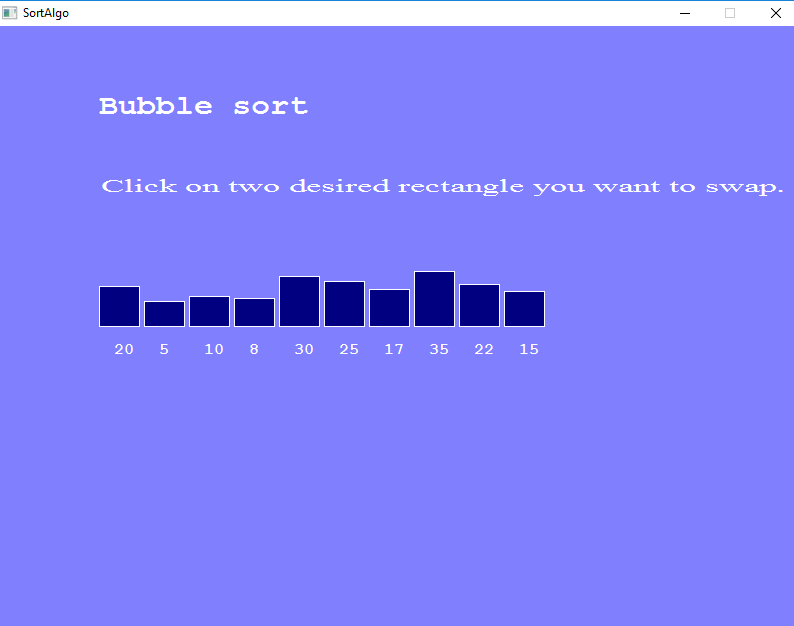 SortAlgo
Bubble sort
Click on two desired rectangle you want to swap.
20 5 10 8 30 25 17 35 22 15